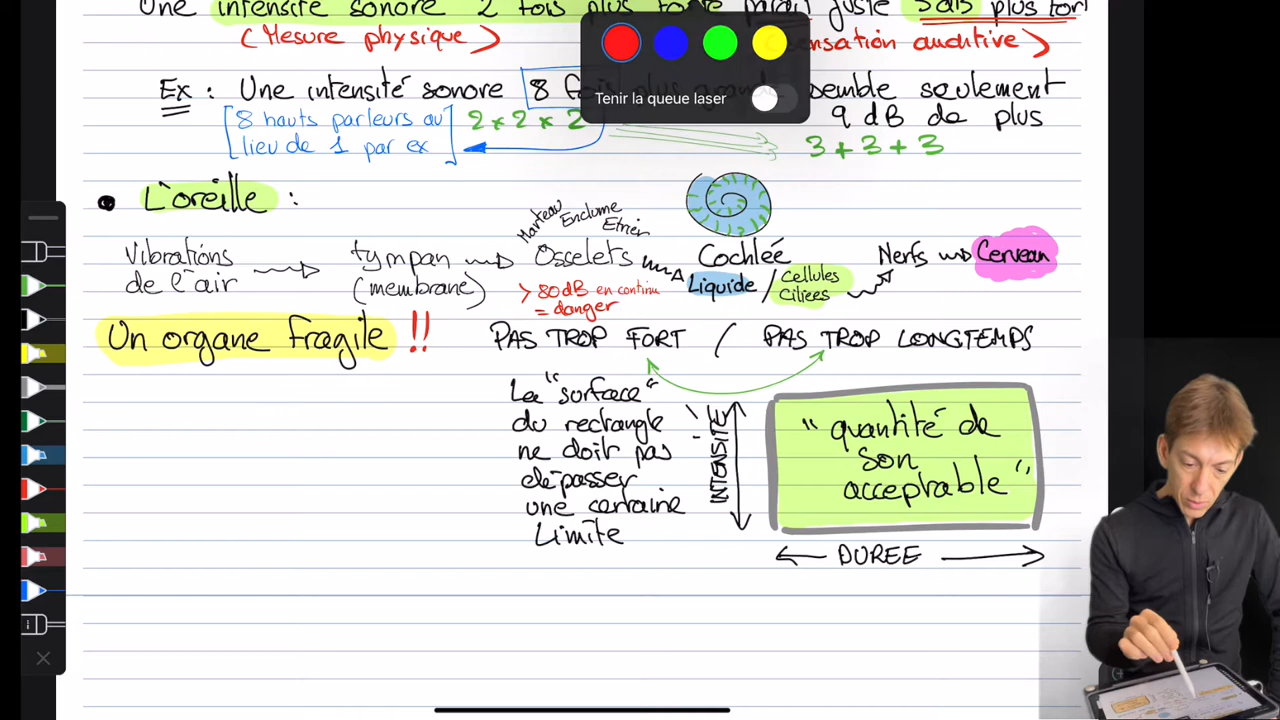 Une intensité sonore 2 fois plus forte paraît juste 3dB plus fort
(Mesure physique)
sensation auditive)
Tenir la queue laser
Ex : Une intensité sonore 8 fois plus grande semble seulement
9 dB de plus
[8 hauts parleurs au
lieu de 1 par ex]
2 x 2 x 2
3 + 3 + 3
• L'oreille :
Marteau Enclume Etrier
Vibrations
de l'air
tympan
(membrane)
Osselets
> 80dB en continu
= danger
Cochlée
Liquide / Cellules
Ciliées
Nerfs
Cerveau
Un organe fragile !!
PAS TROP FORT / PAS TROP LONGTEMPS
La "surface"
du rectangle
ne doit pas
dépasser
une certaine
Limite
INTENSITÉ
"quantité de
son
acceptable"
DUREE